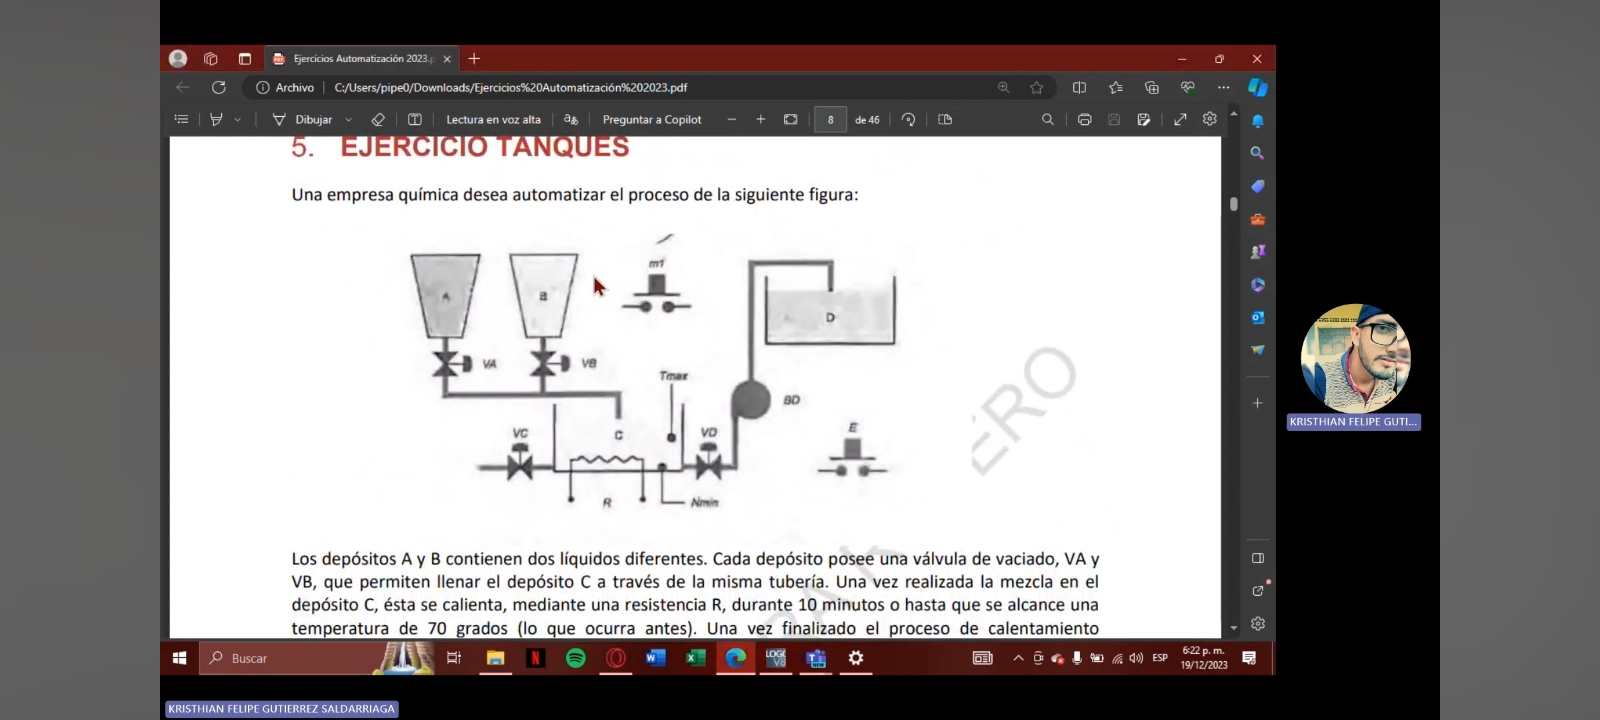 Ejercicios Automatización 2023.p
Archivo
C:/Users/pipe0/Downloads/Ejercicios%20Automatización%202023.pdf
Dibujar
Lectura en voz alta
aあ
Preguntar a Copilot
8
de 46
5. EJERCICIO TANQUES
Una empresa química desea automatizar el proceso de la siguiente figura:
A
B
m1
D
VA
VB
Tmax
BD
VC
C
VD
E
R
Nmin
ERO
Los depósitos A y B contienen dos líquidos diferentes. Cada depósito posee una válvula de vaciado, VA y
VB, que permiten llenar el depósito C a través de la misma tubería. Una vez realizada la mezcla en el
depósito C, ésta se calienta, mediante una resistencia R, durante 10 minutos o hasta que se alcance una
temperatura de 70 grados (lo que ocurra antes). Una vez finalizado el proceso de calentamiento
Buscar
LOGO
V8
ESP
6:22 p. m.
19/12/2023
KRISTHIAN FELIPE GUTI...
KRISTHIAN FELIPE GUTIERREZ SALDARRIAGA